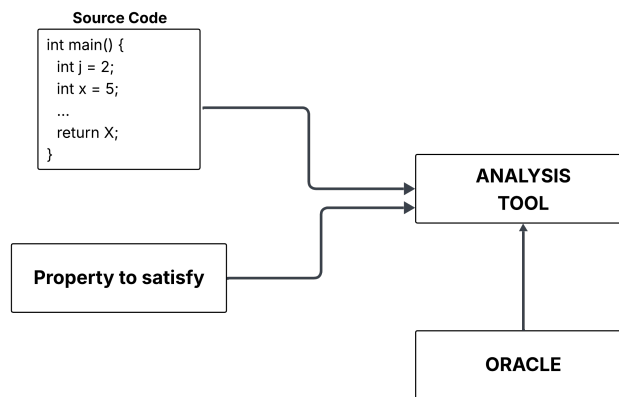 Source Code
int main() {
int j = 2;
int x = 5;
...
return X;
}
ANALYSIS
TOOL
Property to satisfy
ORACLE